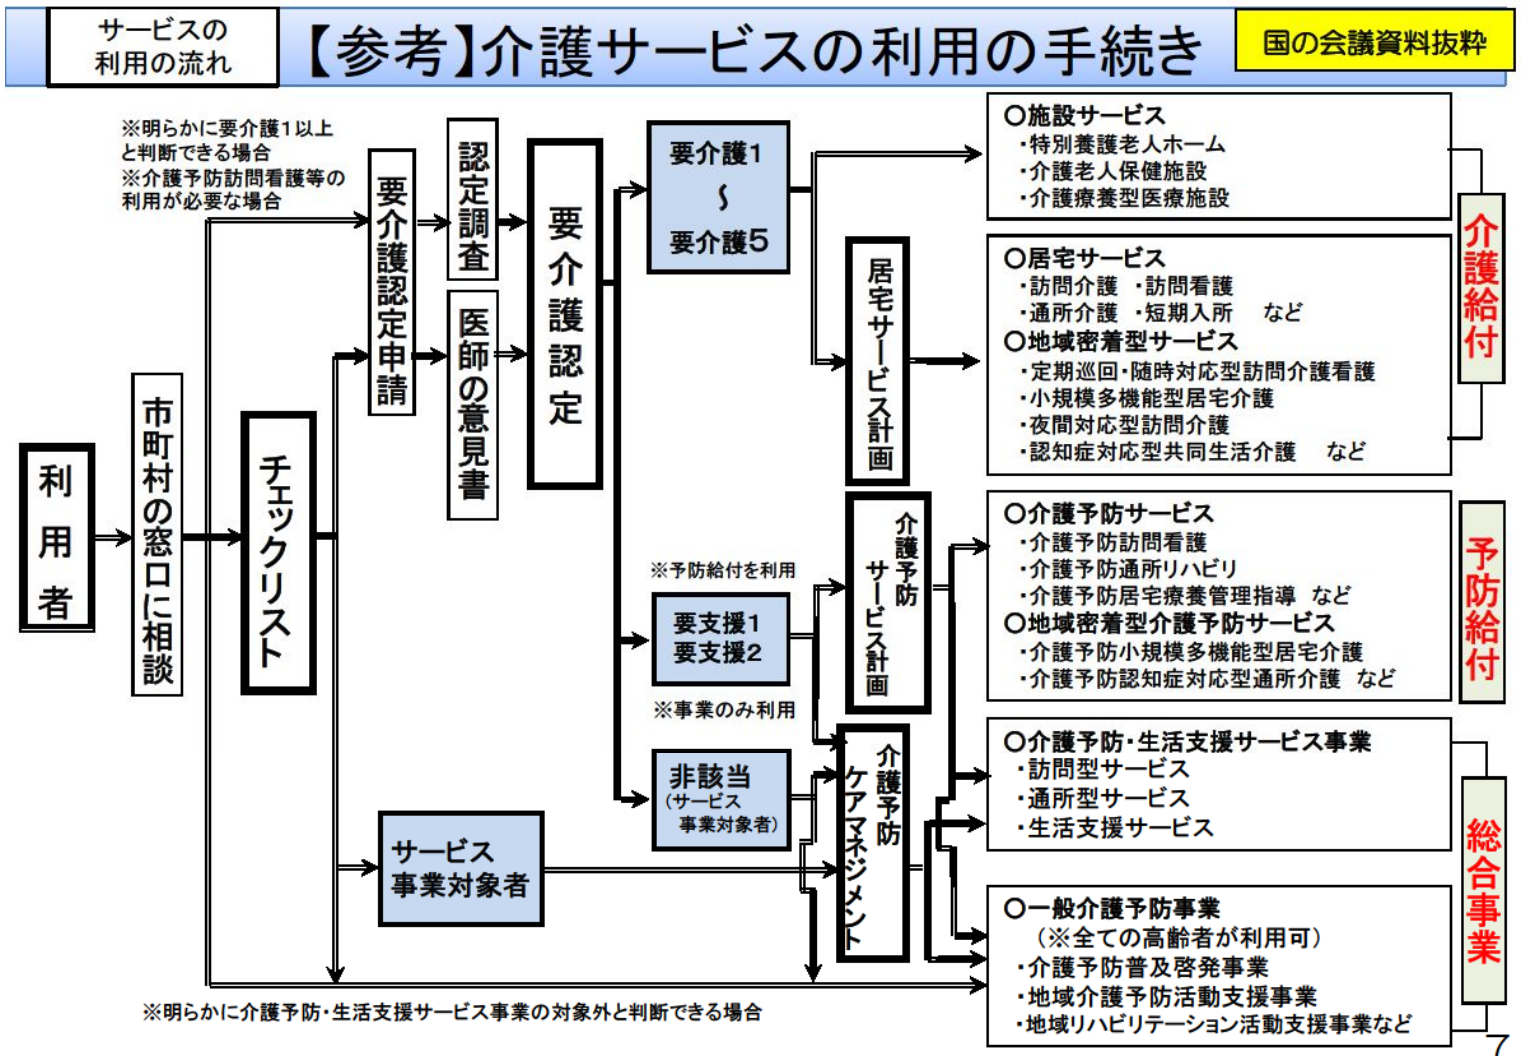 サービスの
利用の流れ
【参考】介護サービスの利用の手続き
国の会議資料抜粋
※明らかに要介護1以上
と判断できる場合
※介護予防訪問看護等の
利用が必要な場合
利用者
市町村の窓口に相談
チェックリスト
要介護認定申請
認定調査
医師の意見書
要介護認定
要介護1
〜
要介護5
※予防給付を利用
要支援1
要支援2
※事業のみ利用
非該当
(サービス
事業対象者)
サービス
事業対象者
居宅サービス計画
介護予防
サービス計画
介護予防
ケアマネジメント
○施設サービス
・特別養護老人ホーム
・介護老人保健施設
・介護療養型医療施設
○居宅サービス
・訪問介護 ・訪問看護
・通所介護 ・短期入所 など
○地域密着型サービス
・定期巡回・随時対応型訪問介護看護
・小規模多機能型居宅介護
・夜間対応型訪問介護
・認知症対応型共同生活介護 など
介護給付
○介護予防サービス
・介護予防訪問看護
・介護予防通所リハビリ
・介護予防居宅療養管理指導 など
○地域密着型介護予防サービス
・介護予防小規模多機能型居宅介護
・介護予防認知症対応型通所介護 など
予防給付
○介護予防・生活支援サービス事業
・訪問型サービス
・通所型サービス
・生活支援サービス
○一般介護予防事業
(※全ての高齢者が利用可)
・介護予防普及啓発事業
・地域介護予防活動支援事業
・地域リハビリテーション活動支援事業など
総合事業
※明らかに介護予防・生活支援サービス事業の対象外と判断できる場合
7